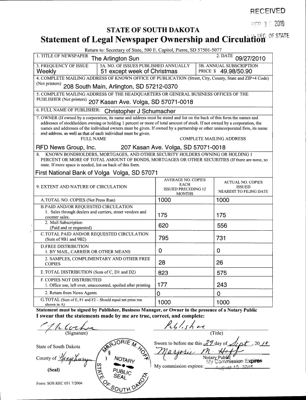 RECEIVED
STATE OF SOUTH DAKOTA
Statement of Legal Newspaper Ownership and Circulation
Return to: Secretary of State, 500 E. Capitol, Pierre, SD 57501-5077
1. TITLE OF NEWSPAPER The Arlington Sun
2. DATE 09/27/2010
3. FREQUENCY OF ISSUE Weekly
3A. NO. OF ISSUES PUBLISHED ANNUALLY 51 except week of Christmas
3B. ANNUAL SUBSCRIPTION PRICE $ 49.98/50.90
4. COMPLETE MAILING ADDRESS OF KNOWN OFFICE OF PUBLICATION (Street, City, County, State and ZIP+4 Code) (Not printers)
208 South Main, Arlington, SD 57212-0370
5. COMPLETE MAILING ADDRESS OF THE HEADQUARTERS OR GENERAL BUSINESS OFFICES OF THE
PUBLISHER (Not printers) 207 Kasan Ave. Volga, SD 57071-0018
6. FULL NAME OF PUBLISHER: Christopher J Schumacher
7. OWNER (If owned by a corporation, its name and address must be stated and list on the back of this form the names and
addresses of stockholders owning or holding 1 percent or more of total amount of stock. If not owned by a corporation, the
names and addresses of the individual owners must be given. If owned by a partnership or other unincorporated firm, its name
and address, as well as that of each individual must be given)
FULL NAME COMPLETE MAILING ADDRESS
RFD News Group, Inc. 207 Kasan Ave. Volga, SD 57071-0018
8. KNOWN BONDHOLDERS, MORTGAGES, AND OTHER SECURITY HOLDERS OWNING OR HOLDING 1
PERCENT OR MORE OF TOTAL AMOUNT OF BONDS, MORTGAGES OR OTHER SECURITIES (If there are none, so
state. If more space is needed, list on back of this form.
First National Bank of Volga Volga, SD 57071
9. EXTENT AND NATURE OF CIRCULATION
AVERAGE NO. COPIES EACH ISSUED PRECEDING 12 MONTHS
ACTUAL NO. COPIES ISSUED NEAREST TO FILING DATE
A. TOTAL NO. COPIES (Net Press Run) 1000 1000
B. PAID AND/OR REQUESTED CIRCULATION
1. Sales through dealers and carriers, street vendors and counter sales. 175 175
2. Mail Subscription (Paid and or requested) 620 556
C. TOTAL PAID AND/OR REQUESTED CIRCULATION (Sum of 9B1 and 9B2) 795 731
D. FREE DISTRIBUTION
1. BY MAIL, CARRIER OR OTHER MEANS 0 0
2. SAMPLES, COMPLIMENTARY AND OTHER FREE COPIES 28 26
E. TOTAL DISTRIBUTION (Sum of C, D1 and D2) 823 575
F. COPIES NOT DISTRIBUTED
1. Office use, left over, unaccounted, spoiled after printing 177 243
2. Return from News Agents 0 0
G. TOTAL (Sum of E, F1 and F2 – Should equal net press run shown in A) 1000 1000
Statement must be signed by Publisher, Business Manager, or Owner in the presence of a Notary Public
I swear that the statements made by me are true, correct, and complete:
Publisher
(Signature) (Title)
State of South Dakota
County of
(Seal)
MARJORIE M HOFF
NOTARY PUBLIC
SEAL
STATE OF SOUTH DAKOTA
Sworn to before me this 29 day of Sept, 2010
Marjorie M Hoff
Notary Public
My Commission Expires
My commission expires:
Form: SOS REC 051 7/2004